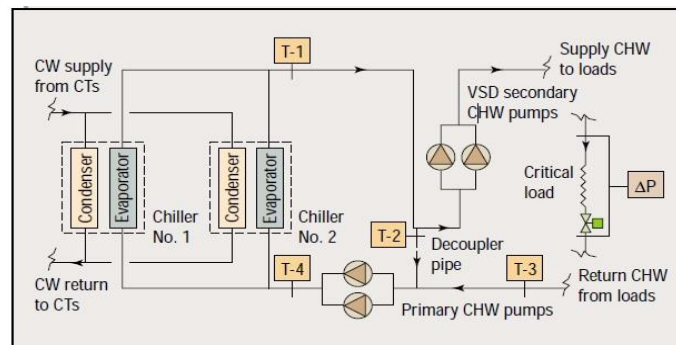 T-1
CW supply
from CTs
Supply CHW
to loads
VSD secondary
CHW pumps
Condenser
Evaporator
Condenser
Evaporator
Critical
load
ΔP
Chiller
No. 1
Chiller
No. 2
T-2
Decoupler
pipe
CW return
to CTs
T-4
T-3
Primary CHW pumps
Return CHW
from loads